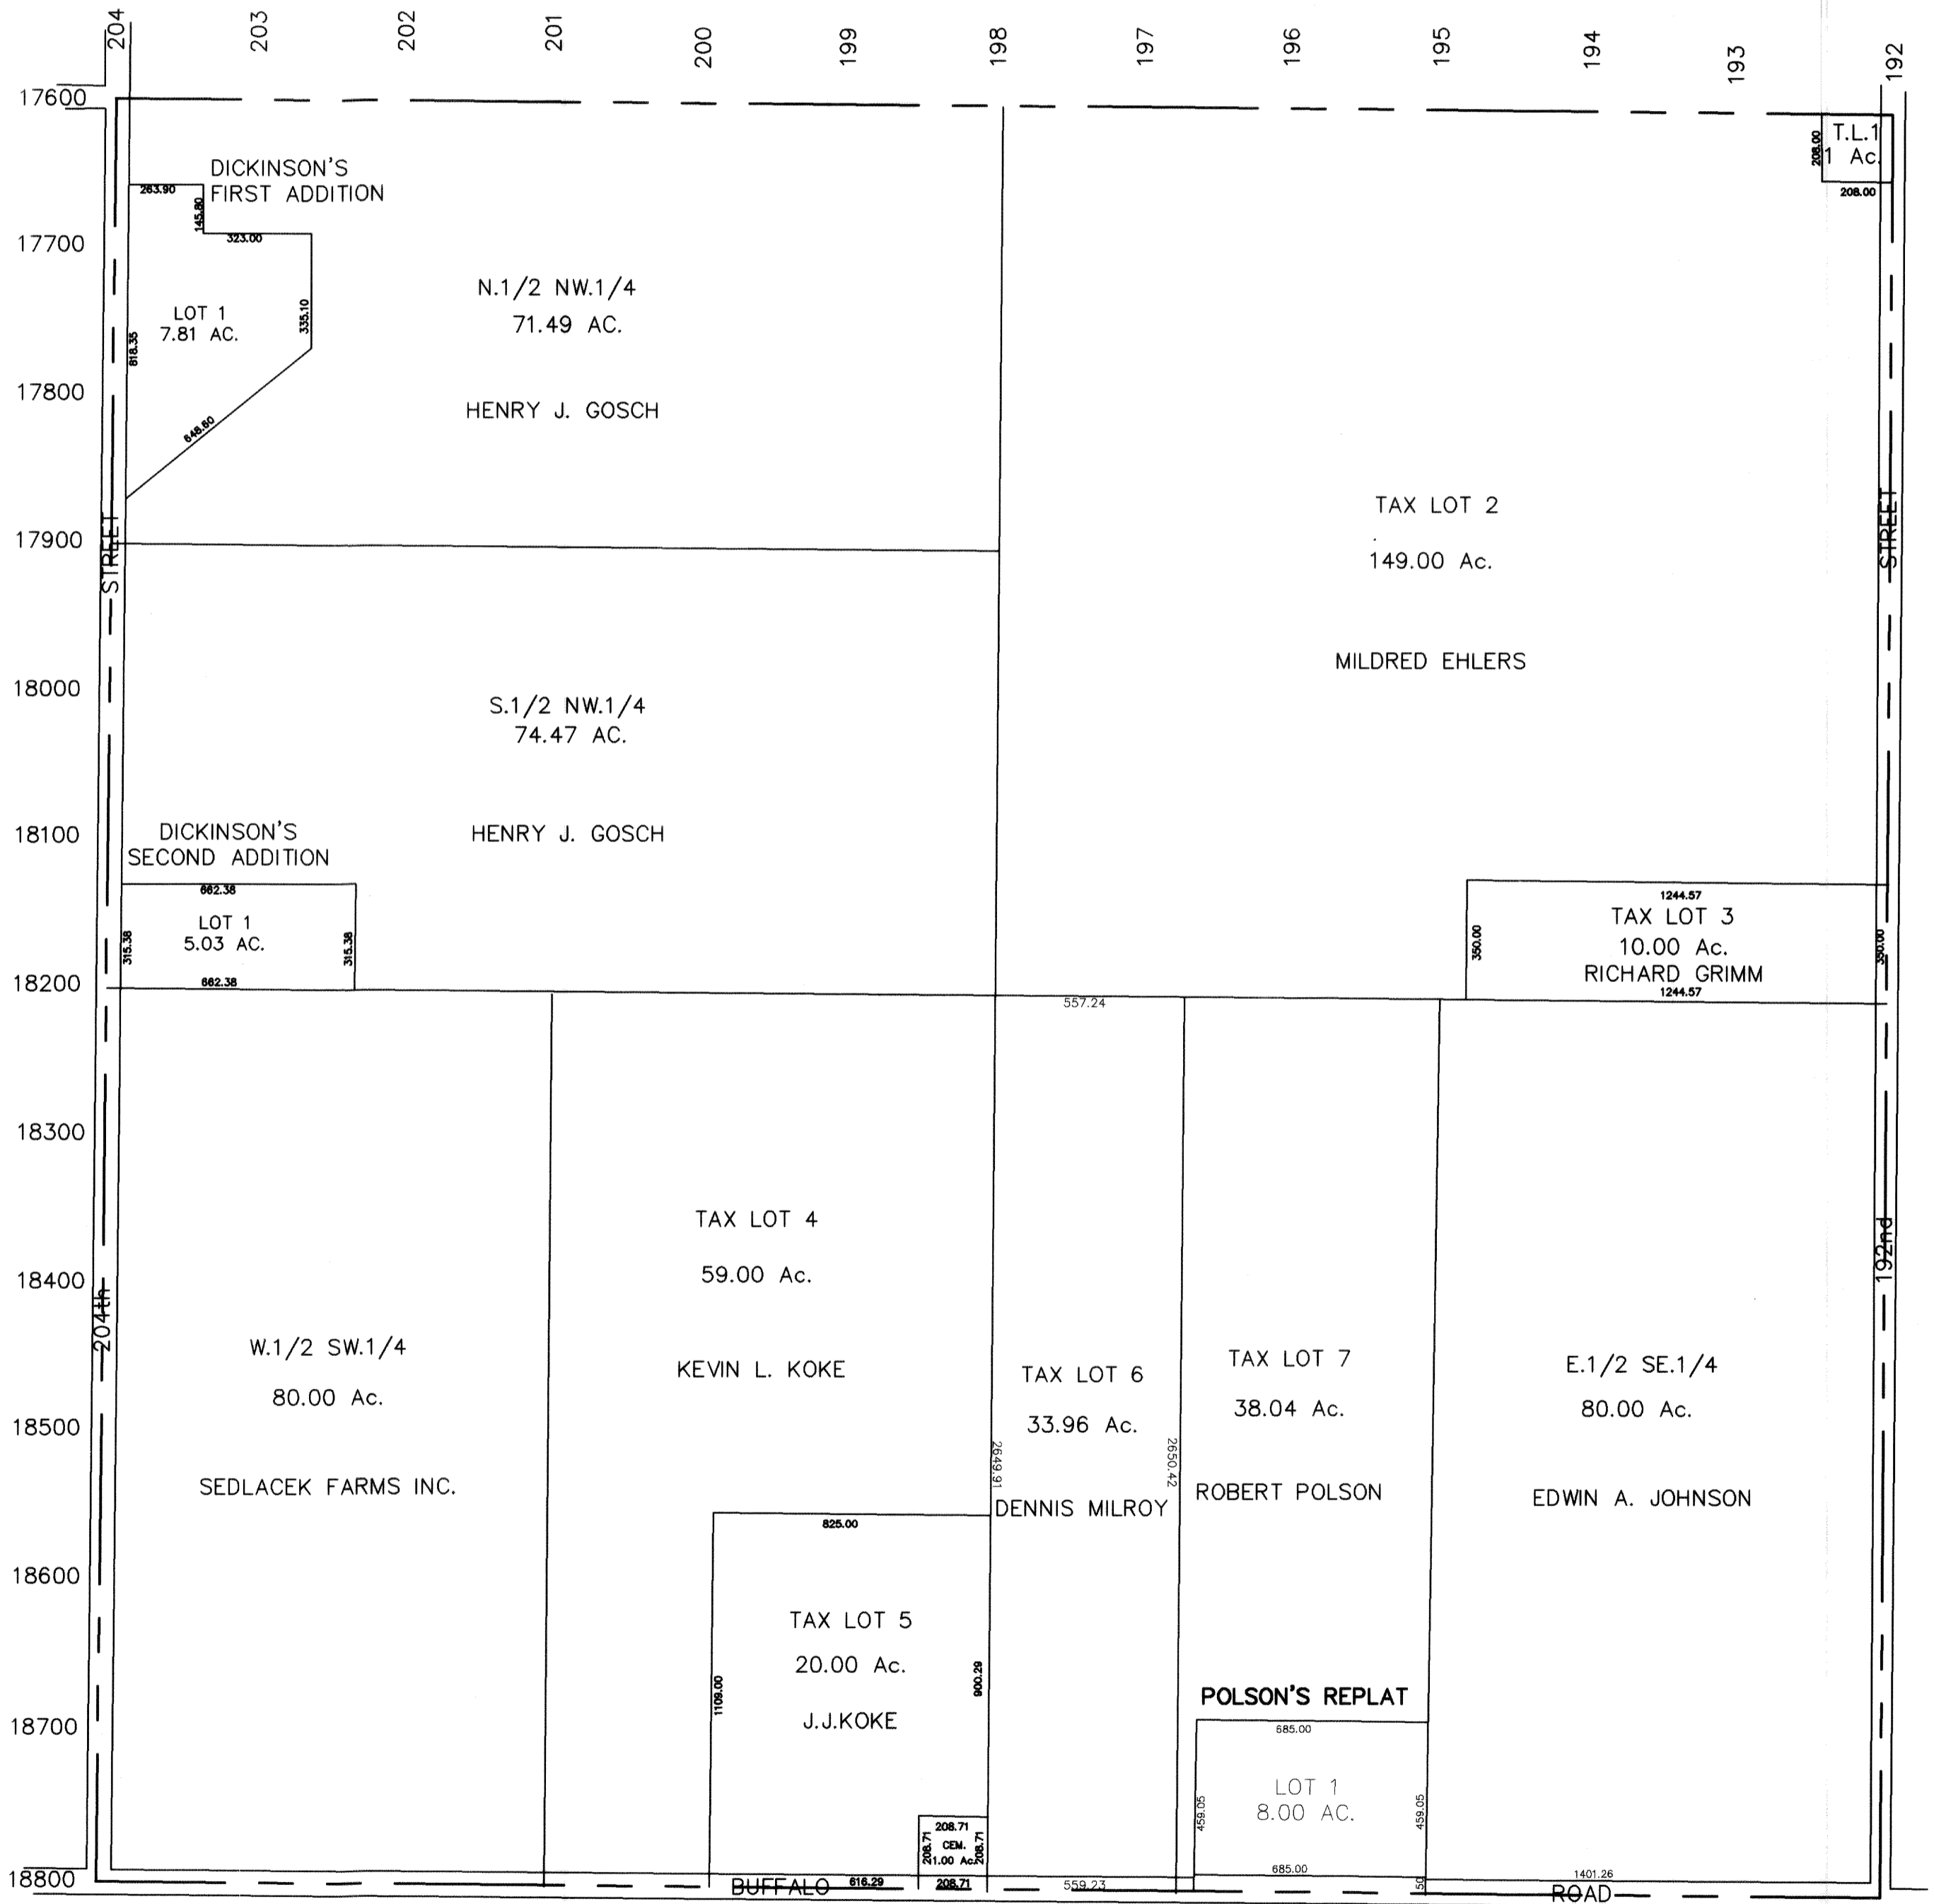 204
203
202
201
200
199
198
197
196
195
194
193
192
17600
17700
17800
17900
18000
18100
18200
18300
18400
18500
18600
18700
18800
T.L.1
1 Ac.
208.00
208.00
DICKINSON'S
FIRST ADDITION
263.90
145.80
323.00
335.10
LOT 1
7.81 AC.
818.35
648.60
N.1/2 NW.1/4
71.49 AC.
HENRY J. GOSCH
TAX LOT 2
149.00 Ac.
MILDRED EHLERS
STREET
STREET
S.1/2 NW.1/4
74.47 AC.
HENRY J. GOSCH
DICKINSON'S
SECOND ADDITION
662.38
LOT 1
5.03 AC.
315.38
315.38
662.38
1244.57
TAX LOT 3
10.00 Ac.
RICHARD GRIMM
1244.57
350.00
350.00
557.24
TAX LOT 4
59.00 Ac.
KEVIN L. KOKE
204th
192nd
W.1/2 SW.1/4
80.00 Ac.
SEDLACEK FARMS INC.
TAX LOT 6
33.96 Ac.
DENNIS MILROY
2649.91
2650.42
TAX LOT 7
38.04 Ac.
ROBERT POLSON
E.1/2 SE.1/4
80.00 Ac.
EDWIN A. JOHNSON
825.00
TAX LOT 5
20.00 Ac.
J.J.KOKE
1109.00
900.29
POLSON'S REPLAT
685.00
LOT 1
8.00 AC.
459.05
459.05
685.00
208.71
CEM.
1.00 Ac.
208.71
208.71
BUFFALO
616.29
208.71
559.23
50
1401.26
ROAD